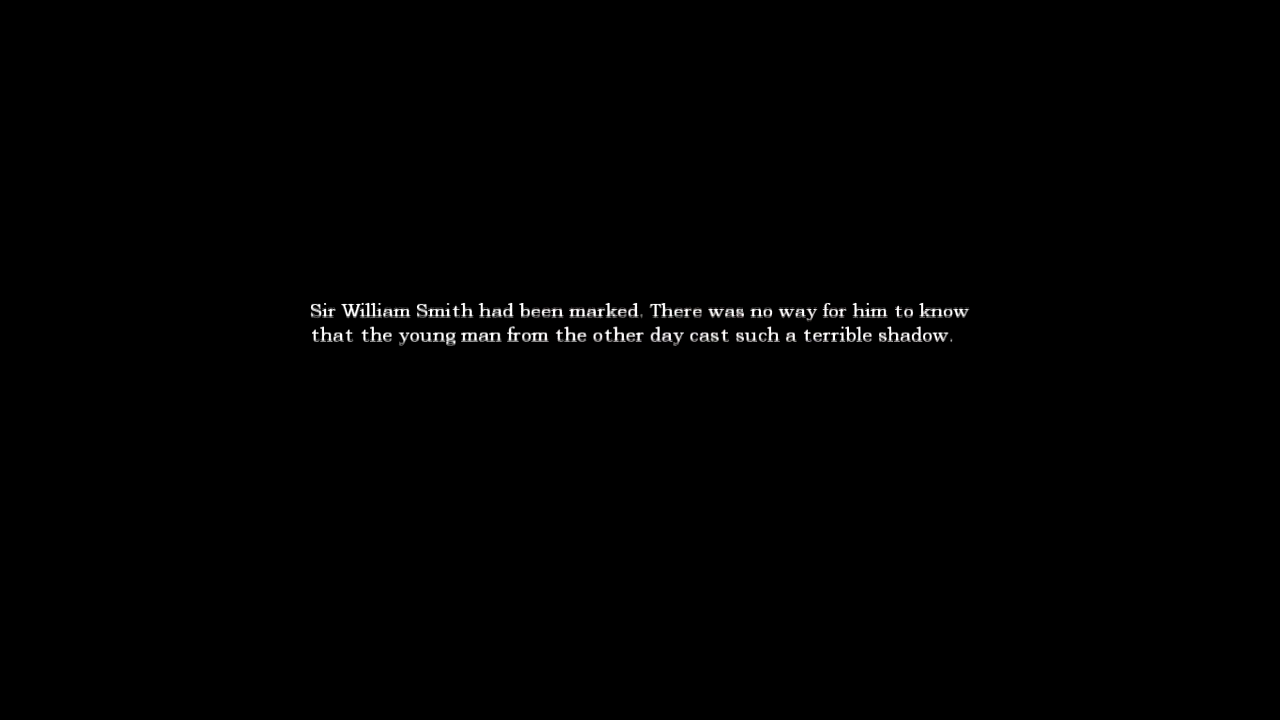 Sir William Smith had been marked. There was no way for him to know
that the young man from the other day cast such a terrible shadow.